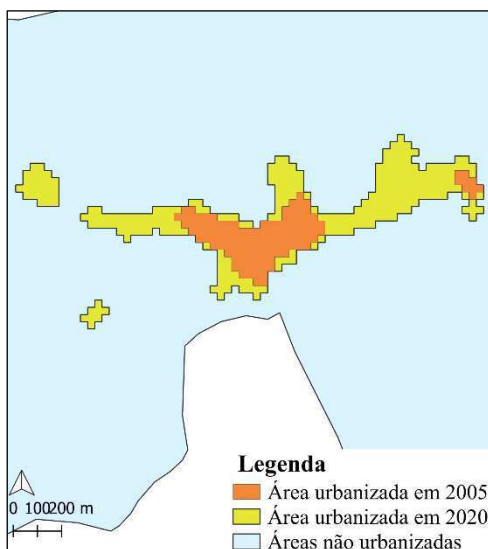 Legenda
Área urbanizada em 2005
Área urbanizada em 2020
Áreas não urbanizadas
0 100200 m